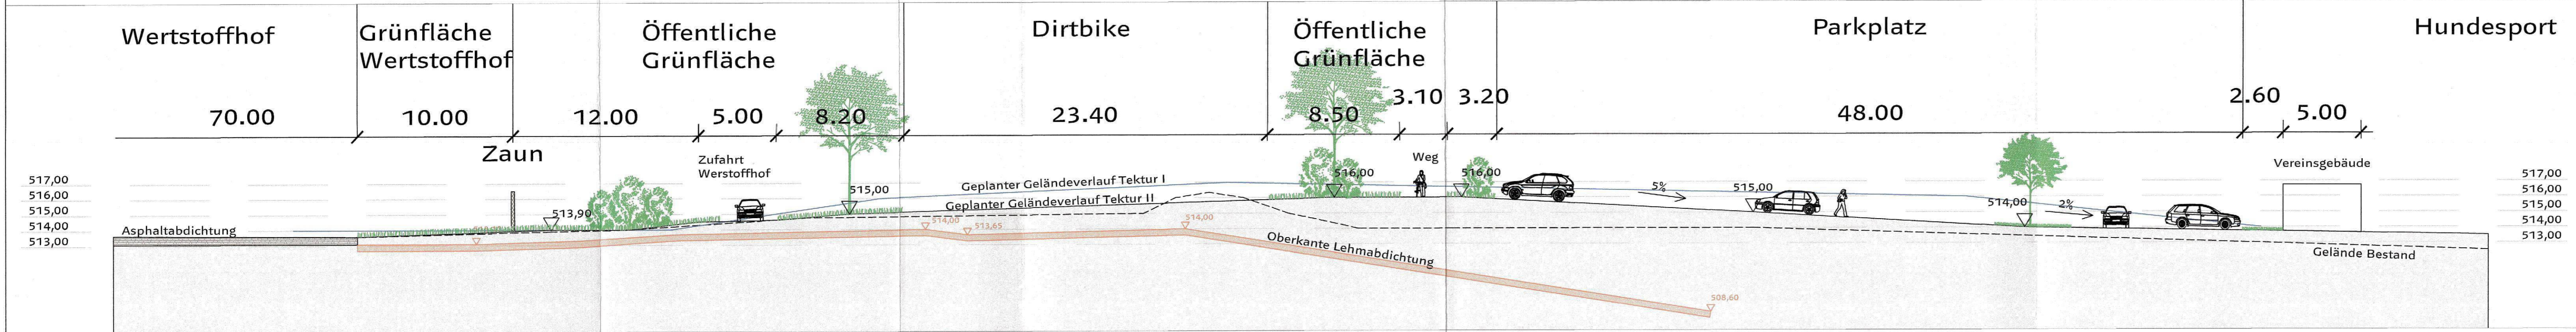 Wertstoffhof
Grünfläche
Wertstoffhof
Öffentliche
Grünfläche
Dirtbike
Öffentliche
Grünfläche
Parkplatz
Hundesport
70.00
10.00
12.00
5.00
8.20
23.40
8.50
3.10
3.20
48.00
2.60
5.00
Zaun
Zufahrt
Werstoffhof
Weg
Vereinsgebäude
517,00
516,00
515,00
514,00
513,00
Asphaltabdichtung
513,90
515,00
Geplanter Geländeverlauf Tektur I
Geplanter Geländeverlauf Tektur II
514,00
513,65
514,00
Oberkante Lehmabdichtung
508,60
516,00
516,00
5%
515,00
514,00
2%
Gelände Bestand
517,00
516,00
515,00
514,00
513,00